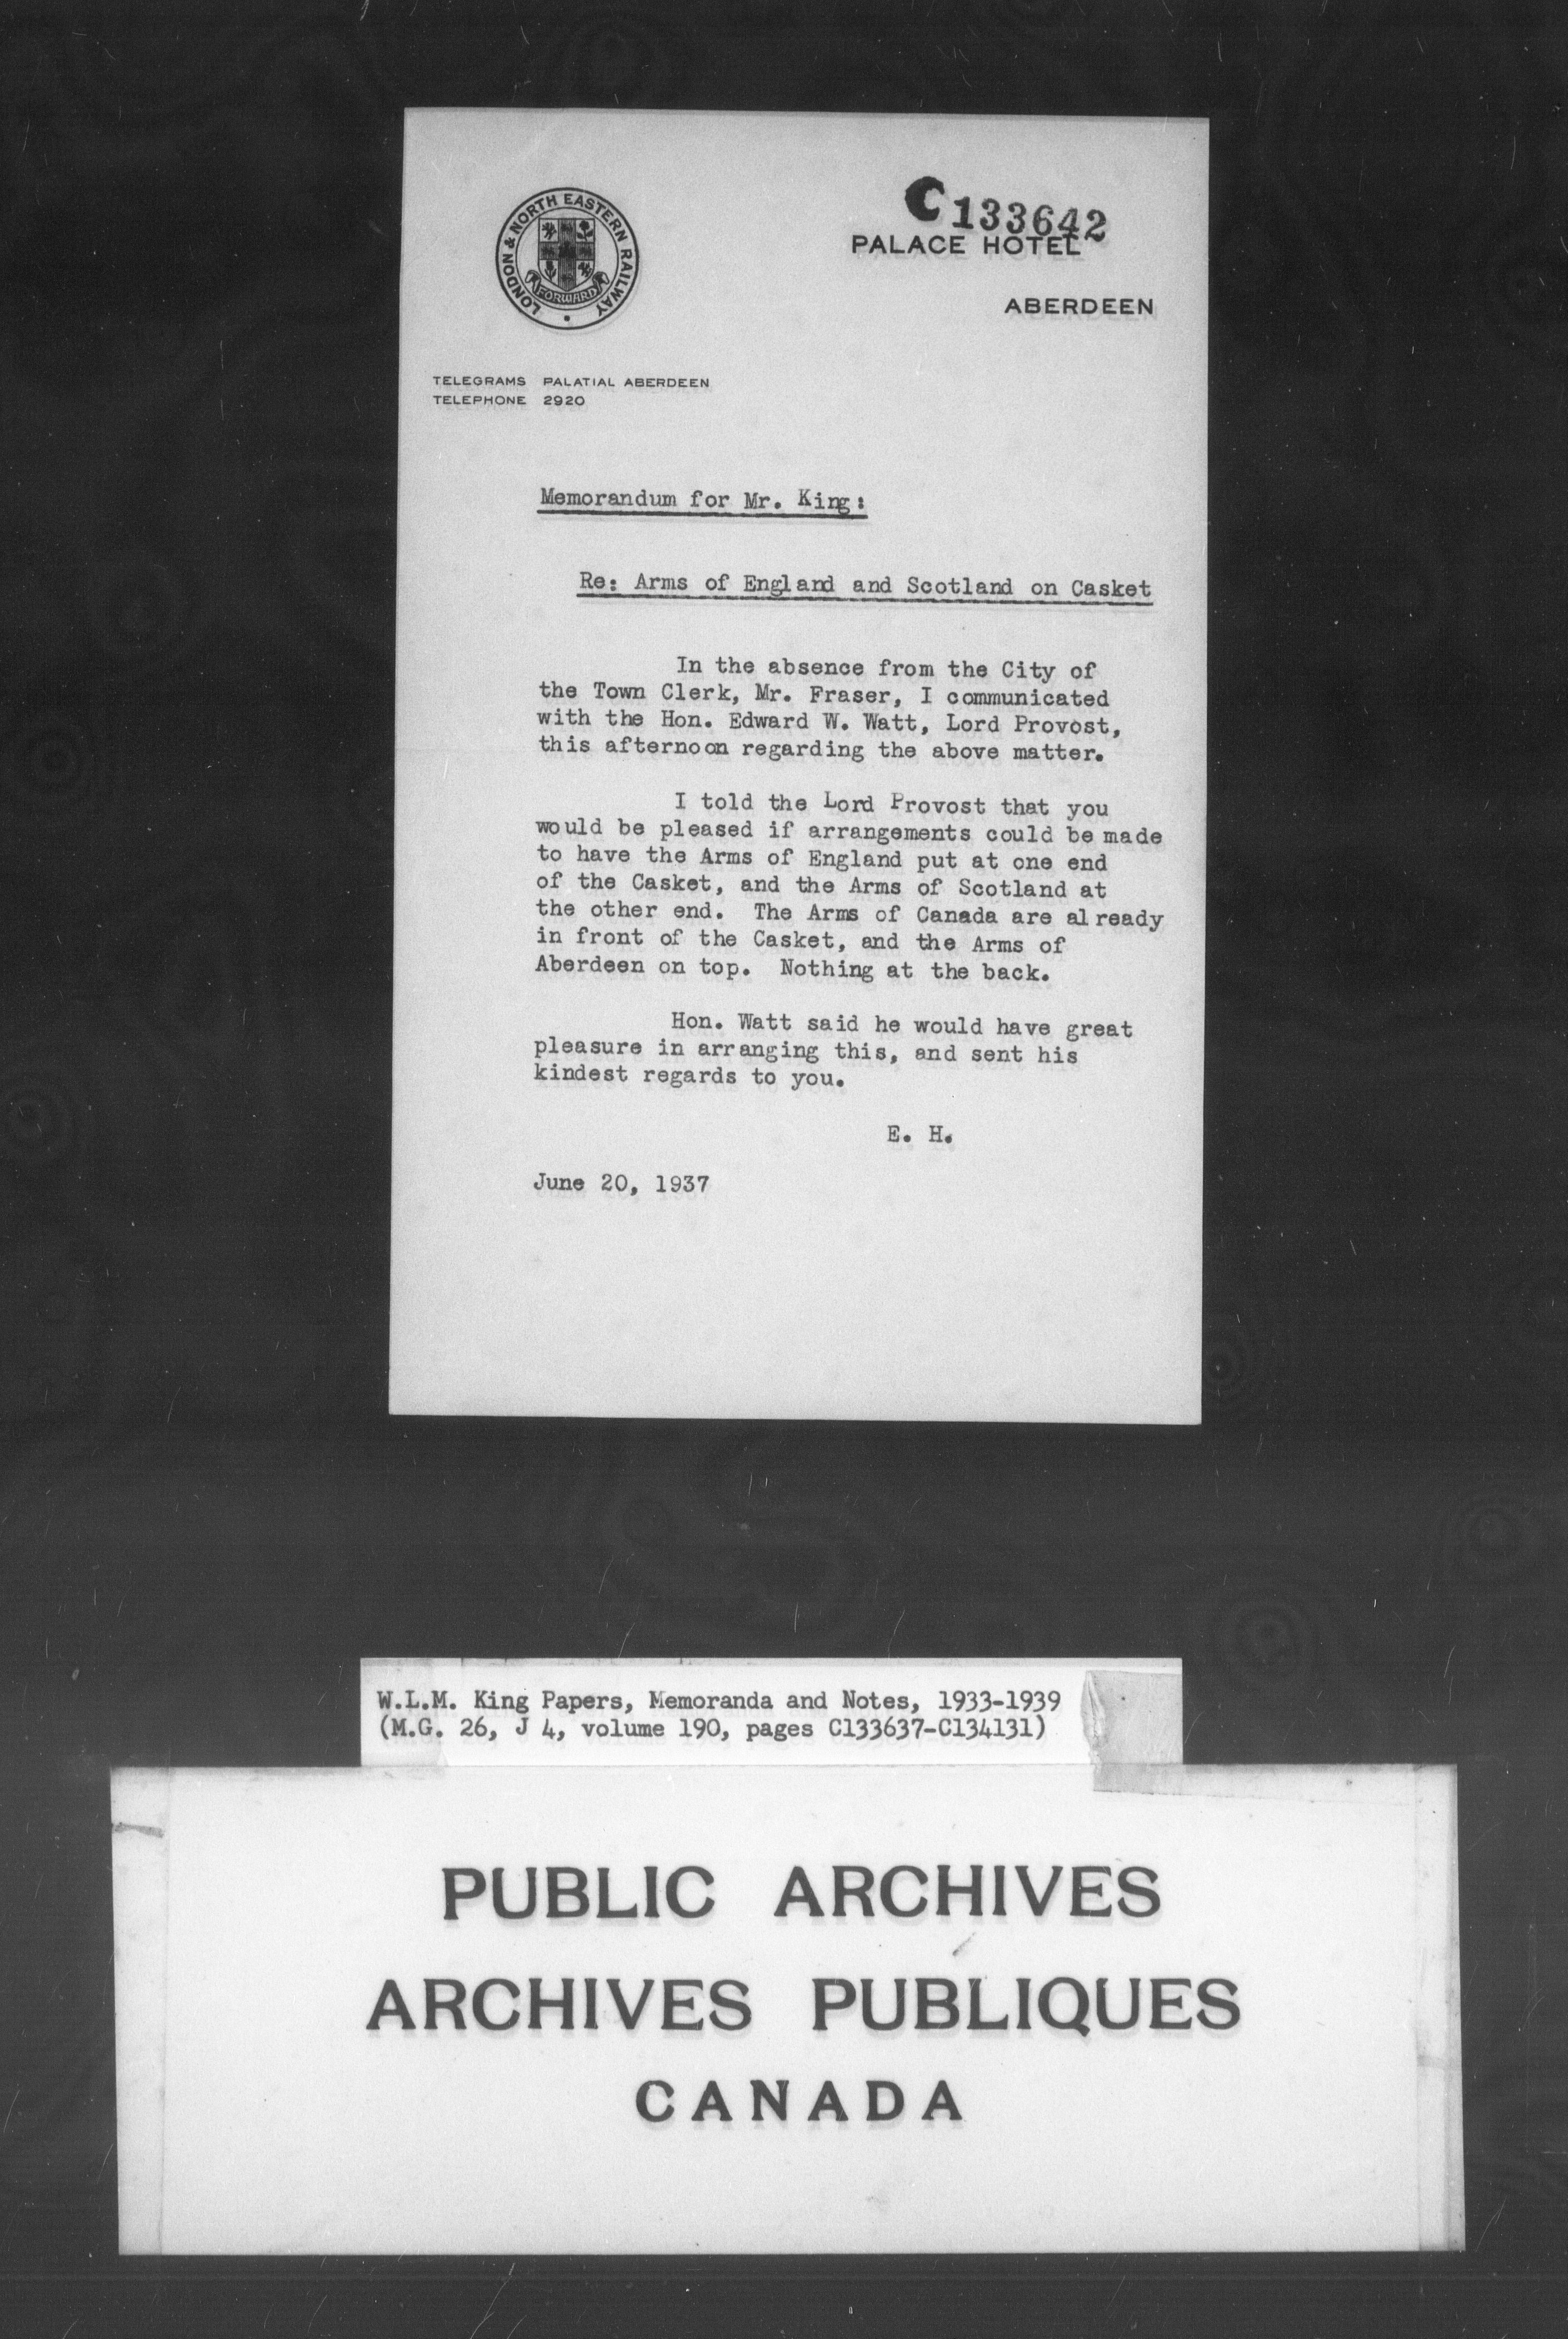 LONDON & NORTH EASTERN RAILWAY
FORWARD
C133642
PALACE HOTEL
ABERDEEN
TELEGRAMS PALATIAL ABERDEEN
TELEPHONE 2920
Memorandum for Mr. King:
Re: Arms of England and Scotland on Casket
In the absence from the City of
the Town Clerk, Mr. Fraser, I communicated
with the Hon. Edward W. Watt, Lord Provost,
this afternoon regarding the above matter.
I told the Lord Provost that you
would be pleased if arrangements could be made
to have the Arms of England put at one end
of the Casket, and the Arms of Scotland at
the other end. The Arms of Canada are already
in front of the Casket, and the Arms of
Aberdeen on top. Nothing at the back.
Hon. Watt said he would have great
pleasure in arranging this, and sent his
kindest regards to you.
E. H.
June 20, 1937
W.L.M. King Papers, Memoranda and Notes, 1933-1939
(M.G. 26, J 4, volume 190, pages C133637-C134131)
PUBLIC ARCHIVES
ARCHIVES PUBLIQUES
CANADA